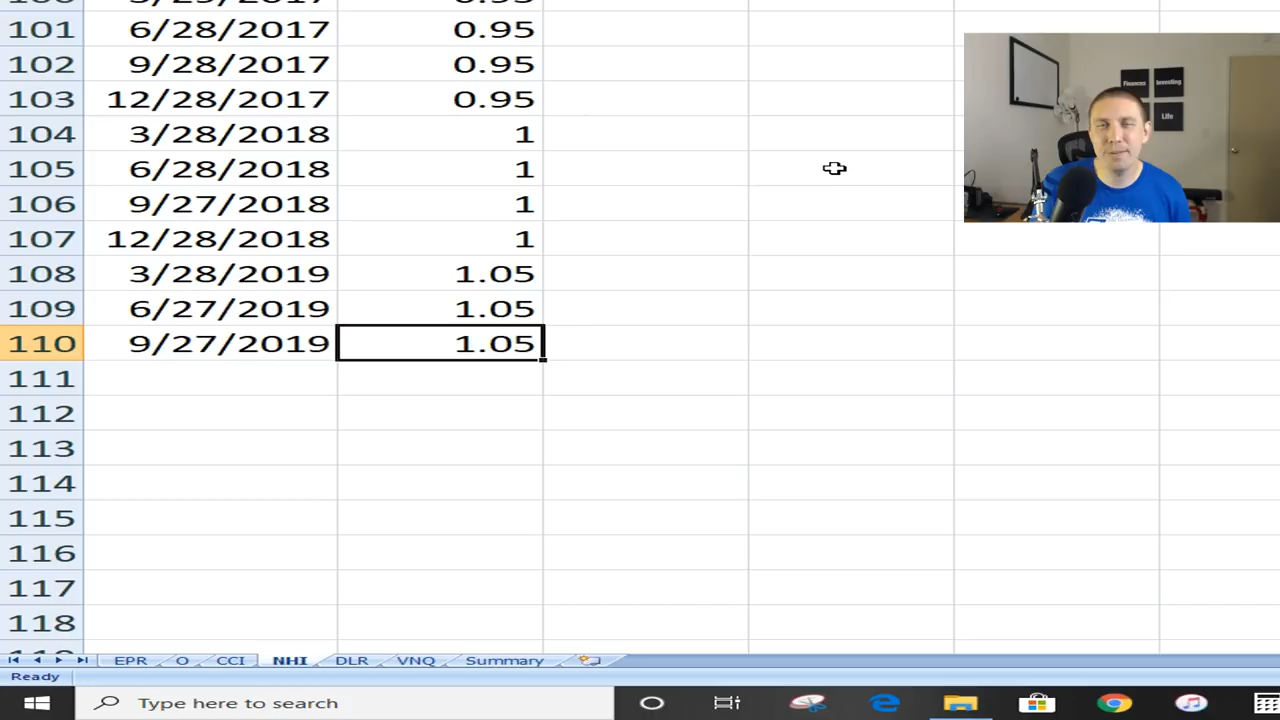 101 6/28/2017 0.95
102 9/28/2017 0.95
103 12/28/2017 0.95
104 3/28/2018 1
105 6/28/2018 1
106 9/27/2018 1
107 12/28/2018 1
108 3/28/2019 1.05
109 6/27/2019 1.05
110 9/27/2019 1.05
111
112
113
114
115
116
117
118
EPR O CCI NHI DLR VNQ Summary
Ready
Type here to search
Finances Investing
Life